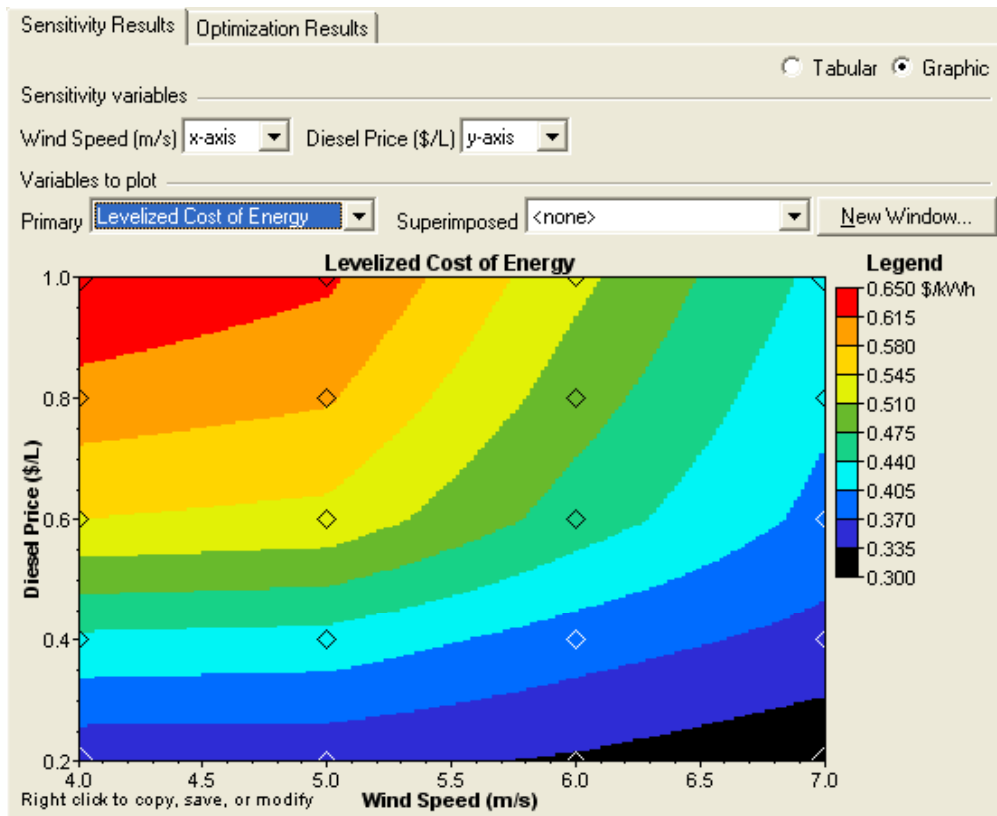 Sensitivity Results Optimization Results
Tabular Graphic
Sensitivity variables
Wind Speed (m/s) x-axis Diesel Price ($/L) y-axis
Variables to plot
Primary Levelized Cost of Energy Superimposed <none> New Window...
Levelized Cost of Energy Legend
1.0
0.8
0.6
0.4
0.2
Diesel Price ($/L)
4.0 4.5 5.0 5.5 6.0 6.5 7.0
Right click to copy, save, or modify Wind Speed (m/s)
0.650 $/kWh
0.615
0.580
0.545
0.510
0.475
0.440
0.405
0.370
0.335
0.300